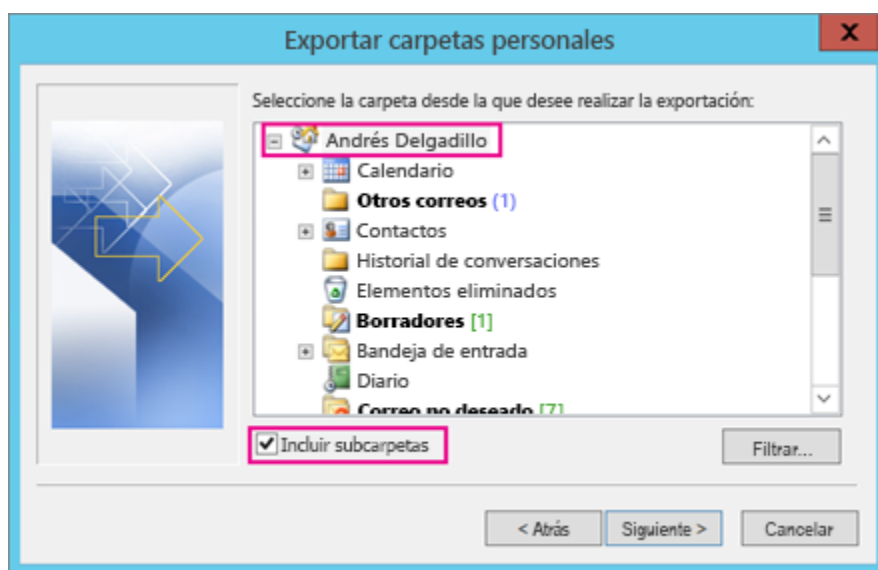 Exportar carpetas personales
Seleccione la carpeta desde la que desee realizar la exportación:
Andrés Delgadillo
Calendario
Otros correos (1)
Contactos
Historial de conversaciones
Elementos eliminados
Borradores [1]
Bandeja de entrada
Diario
Correo no deseado [7]
Incluir subcarpetas
Filtrar...
< Atrás
Siguiente >
Cancelar